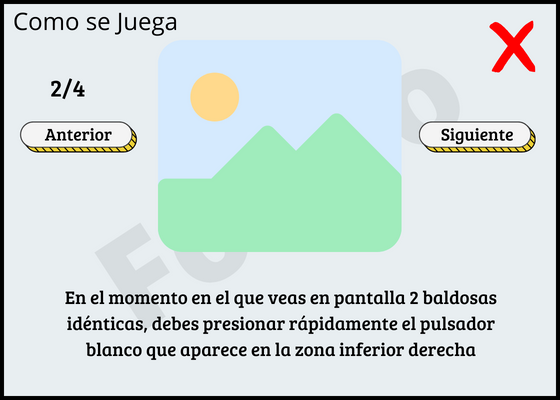 Como se Juega
2/4
Anterior
Siguiente
En el momento en el que veas en pantalla 2 baldosas
idénticas, debes presionar rápidamente el pulsador
blanco que aparece en la zona inferior derecha